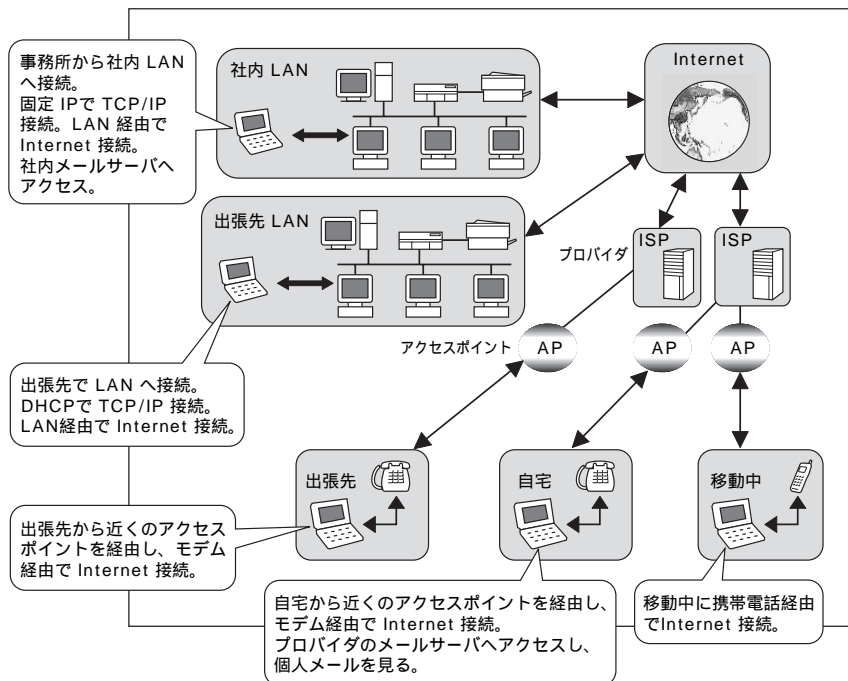 事務所から社内 LAN
へ接続。
固定 IPで TCP/IP
接続。LAN 経由で
Internet 接続。
社内メールサーバへ
アクセス。
社内 LAN
Internet
出張先 LAN
プロバイダ
ISP
ISP
アクセスポイント
AP
AP
AP
出張先で LAN へ接続。
DHCPで TCP/IP 接続。
LAN経由で Internet 接続。
出張先
自宅
移動中
出張先から近くのアクセス
ポイントを経由し、モデム
経由で Internet 接続。
自宅から近くのアクセスポイントを経由し、
モデム経由で Internet 接続。
プロバイダのメールサーバへアクセスし、
個人メールを見る。
移動中に携帯電話経由
でInternet 接続。